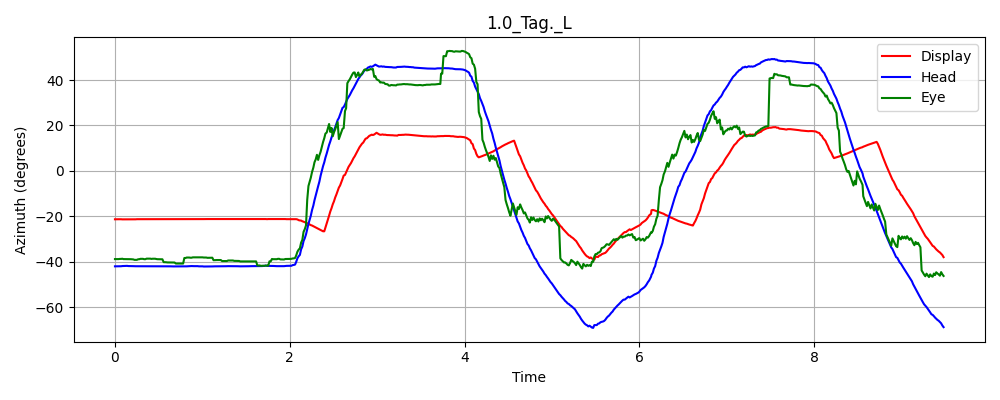 1.0_Tag._L
Azimuth (degrees)
40
20
0
−20
−40
−60
0 2 4 6 8
Time
Display
Head
Eye